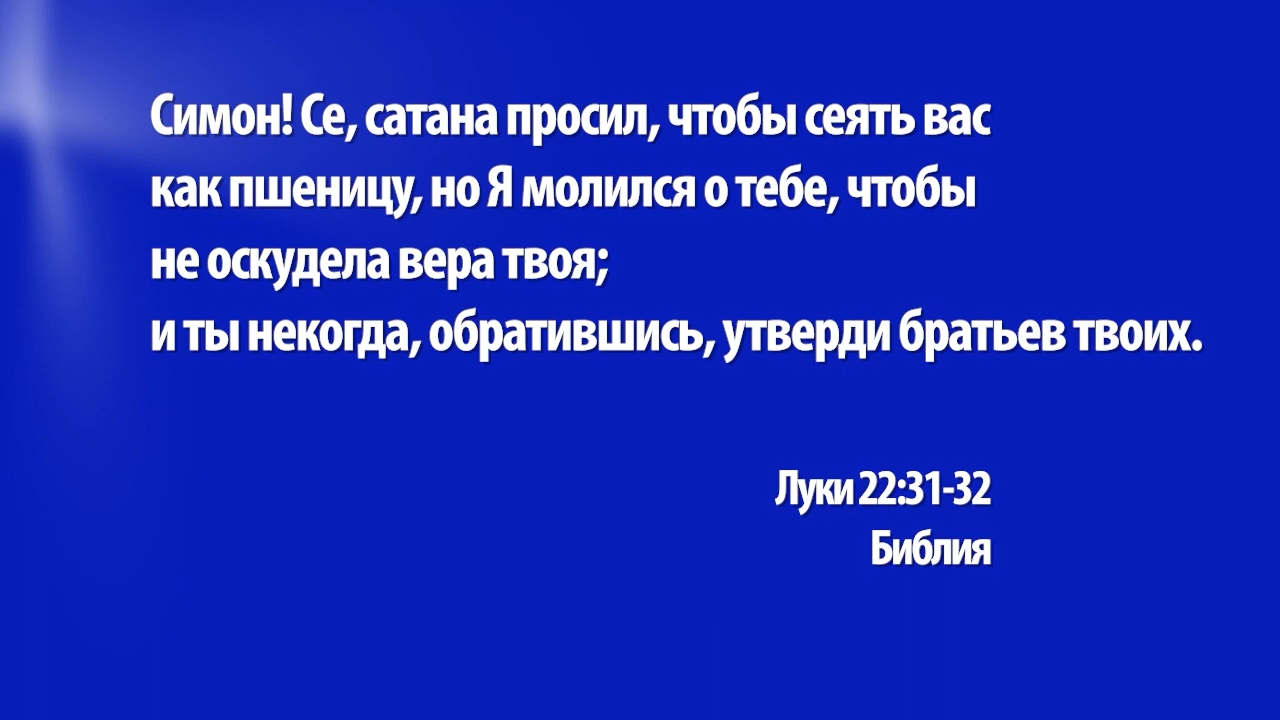 Симон! Се, сатана просил, чтобы сеять вас
как пшеницу, но Я молился о тебе, чтобы
не оскудела вера твоя;
и ты некогда, обратившись, утверди братьев твоих.
Луки 22:31-32
Библия